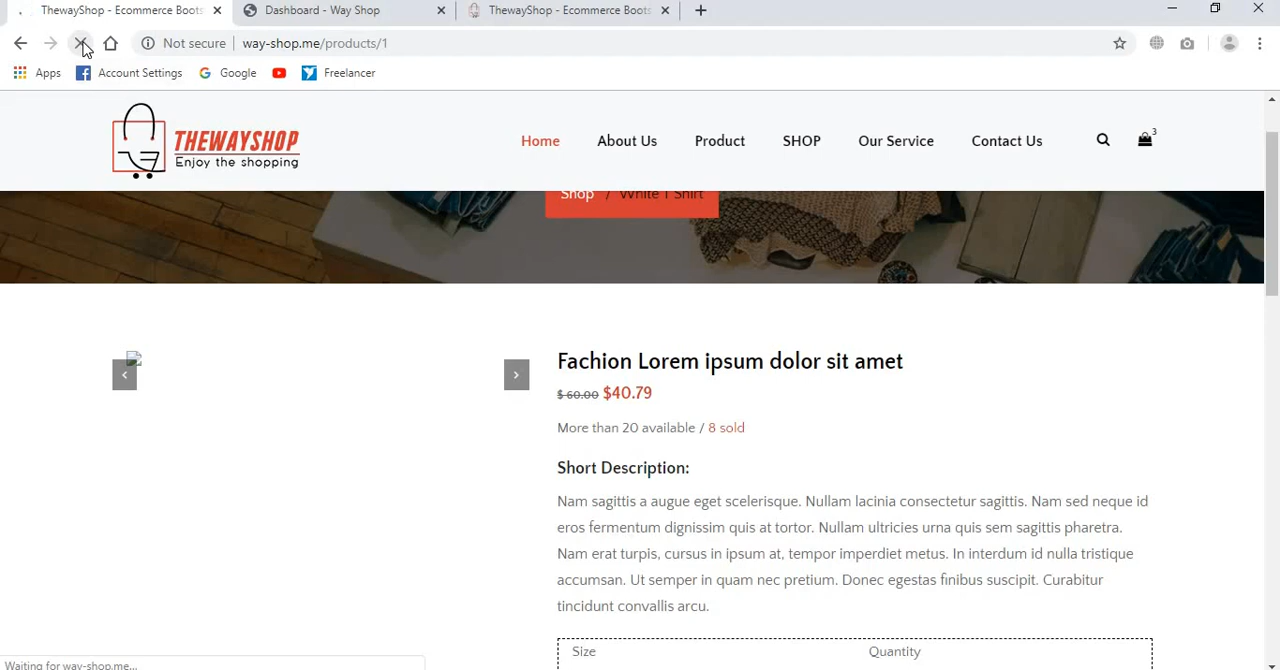 ThewayShop - Ecommerce Boots
Dashboard - Way Shop
ThewayShop - Ecommerce Boots
Not secure | way-shop.me/products/1
Apps
Account Settings
Google
Freelancer
THEWAYSHOP
Enjoy the shopping
Home
About Us
Product
SHOP
Our Service
Contact Us
3
Shop / White T Shirt
Fachion Lorem ipsum dolor sit amet
$ 60.00 $40.79
More than 20 available / 8 sold
Short Description:
Nam sagittis a augue eget scelerisque. Nullam lacinia consectetur sagittis. Nam sed neque id
eros fermentum dignissim quis at tortor. Nullam ultricies urna quis sem sagittis pharetra.
Nam erat turpis, cursus in ipsum at, tempor imperdiet metus. In interdum id nulla tristique
accumsan. Ut semper in quam nec pretium. Donec egestas finibus suscipit. Curabitur
tincidunt convallis arcu.
Size
Quantity
Waiting for way-shop.me...